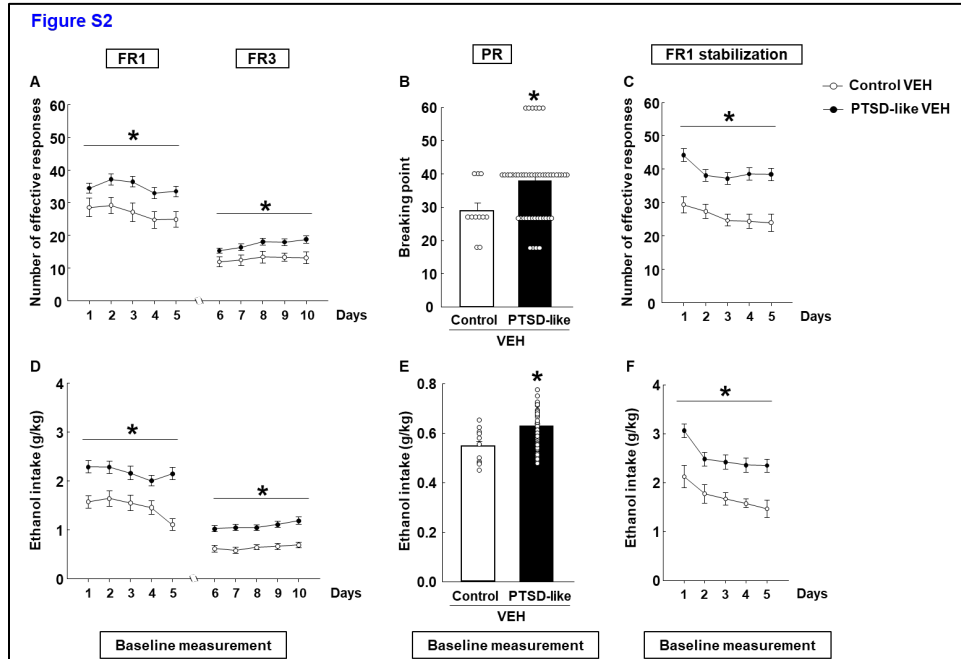 Figure S2
FR1
FR3
PR
FR1 stabilization
Control VEH
PTSD-like VEH
A
Number of effective responses
60
50
40
30
20
10
0
*
*
1 2 3 4 5 6 7 8 9 10 Days
B
Breaking point
60
50
40
30
20
10
0
*
Control PTSD-like
VEH
C
Number of effective responses
60
50
40
30
20
10
0
*
1 2 3 4 5 Days
D
Ethanol intake (g/kg)
4
3
2
1
0
*
*
1 2 3 4 5 6 7 8 9 10 Days
E
Ethanol intake (g/kg)
0.8
0.6
0.4
0.2
0.0
*
Control PTSD-like
VEH
F
Ethanol intake (g/kg)
4
3
2
1
0
*
1 2 3 4 5 Days
Baseline measurement
Baseline measurement
Baseline measurement